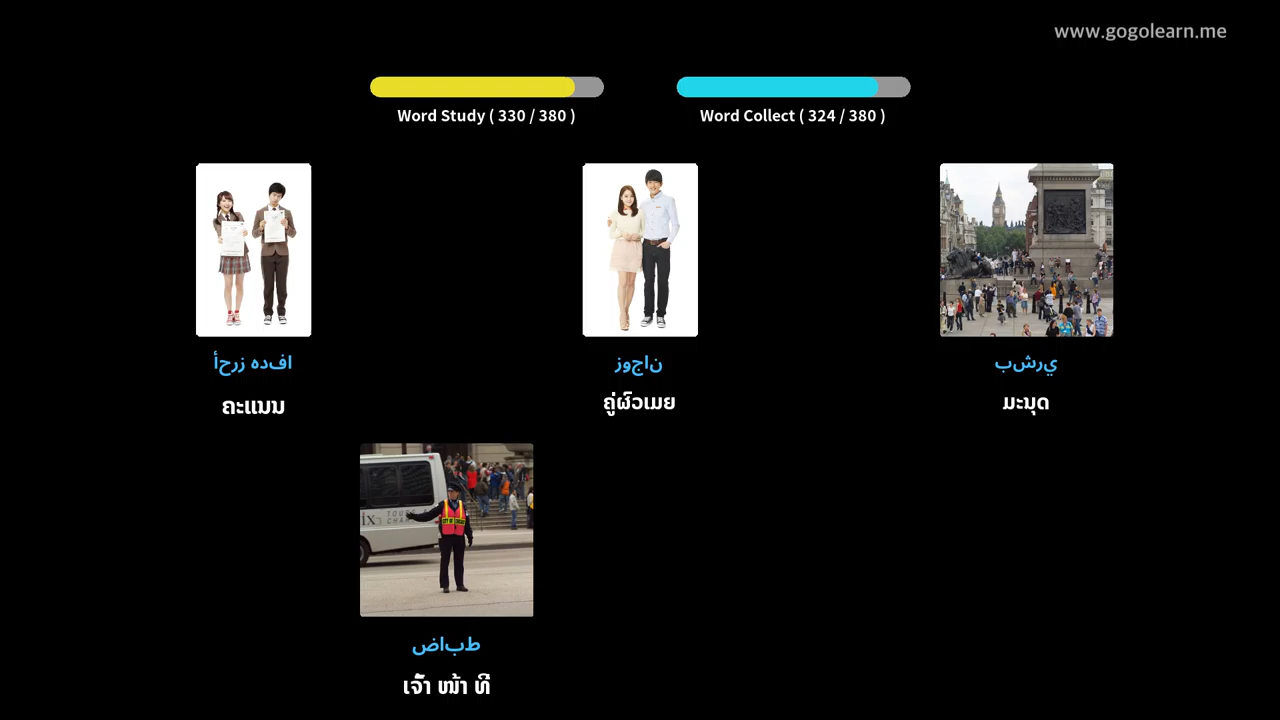 www.gogolearn.me
Word Study ( 330 / 380 )
Word Collect ( 324 / 380 )
أحرز هدفا
زوجان
بشري
ຄະແນນ
ຄູ່ຜົວເມຍ
ມະນຸດ
ضابط
ເຈົ້າ ໜ້າ ທີ